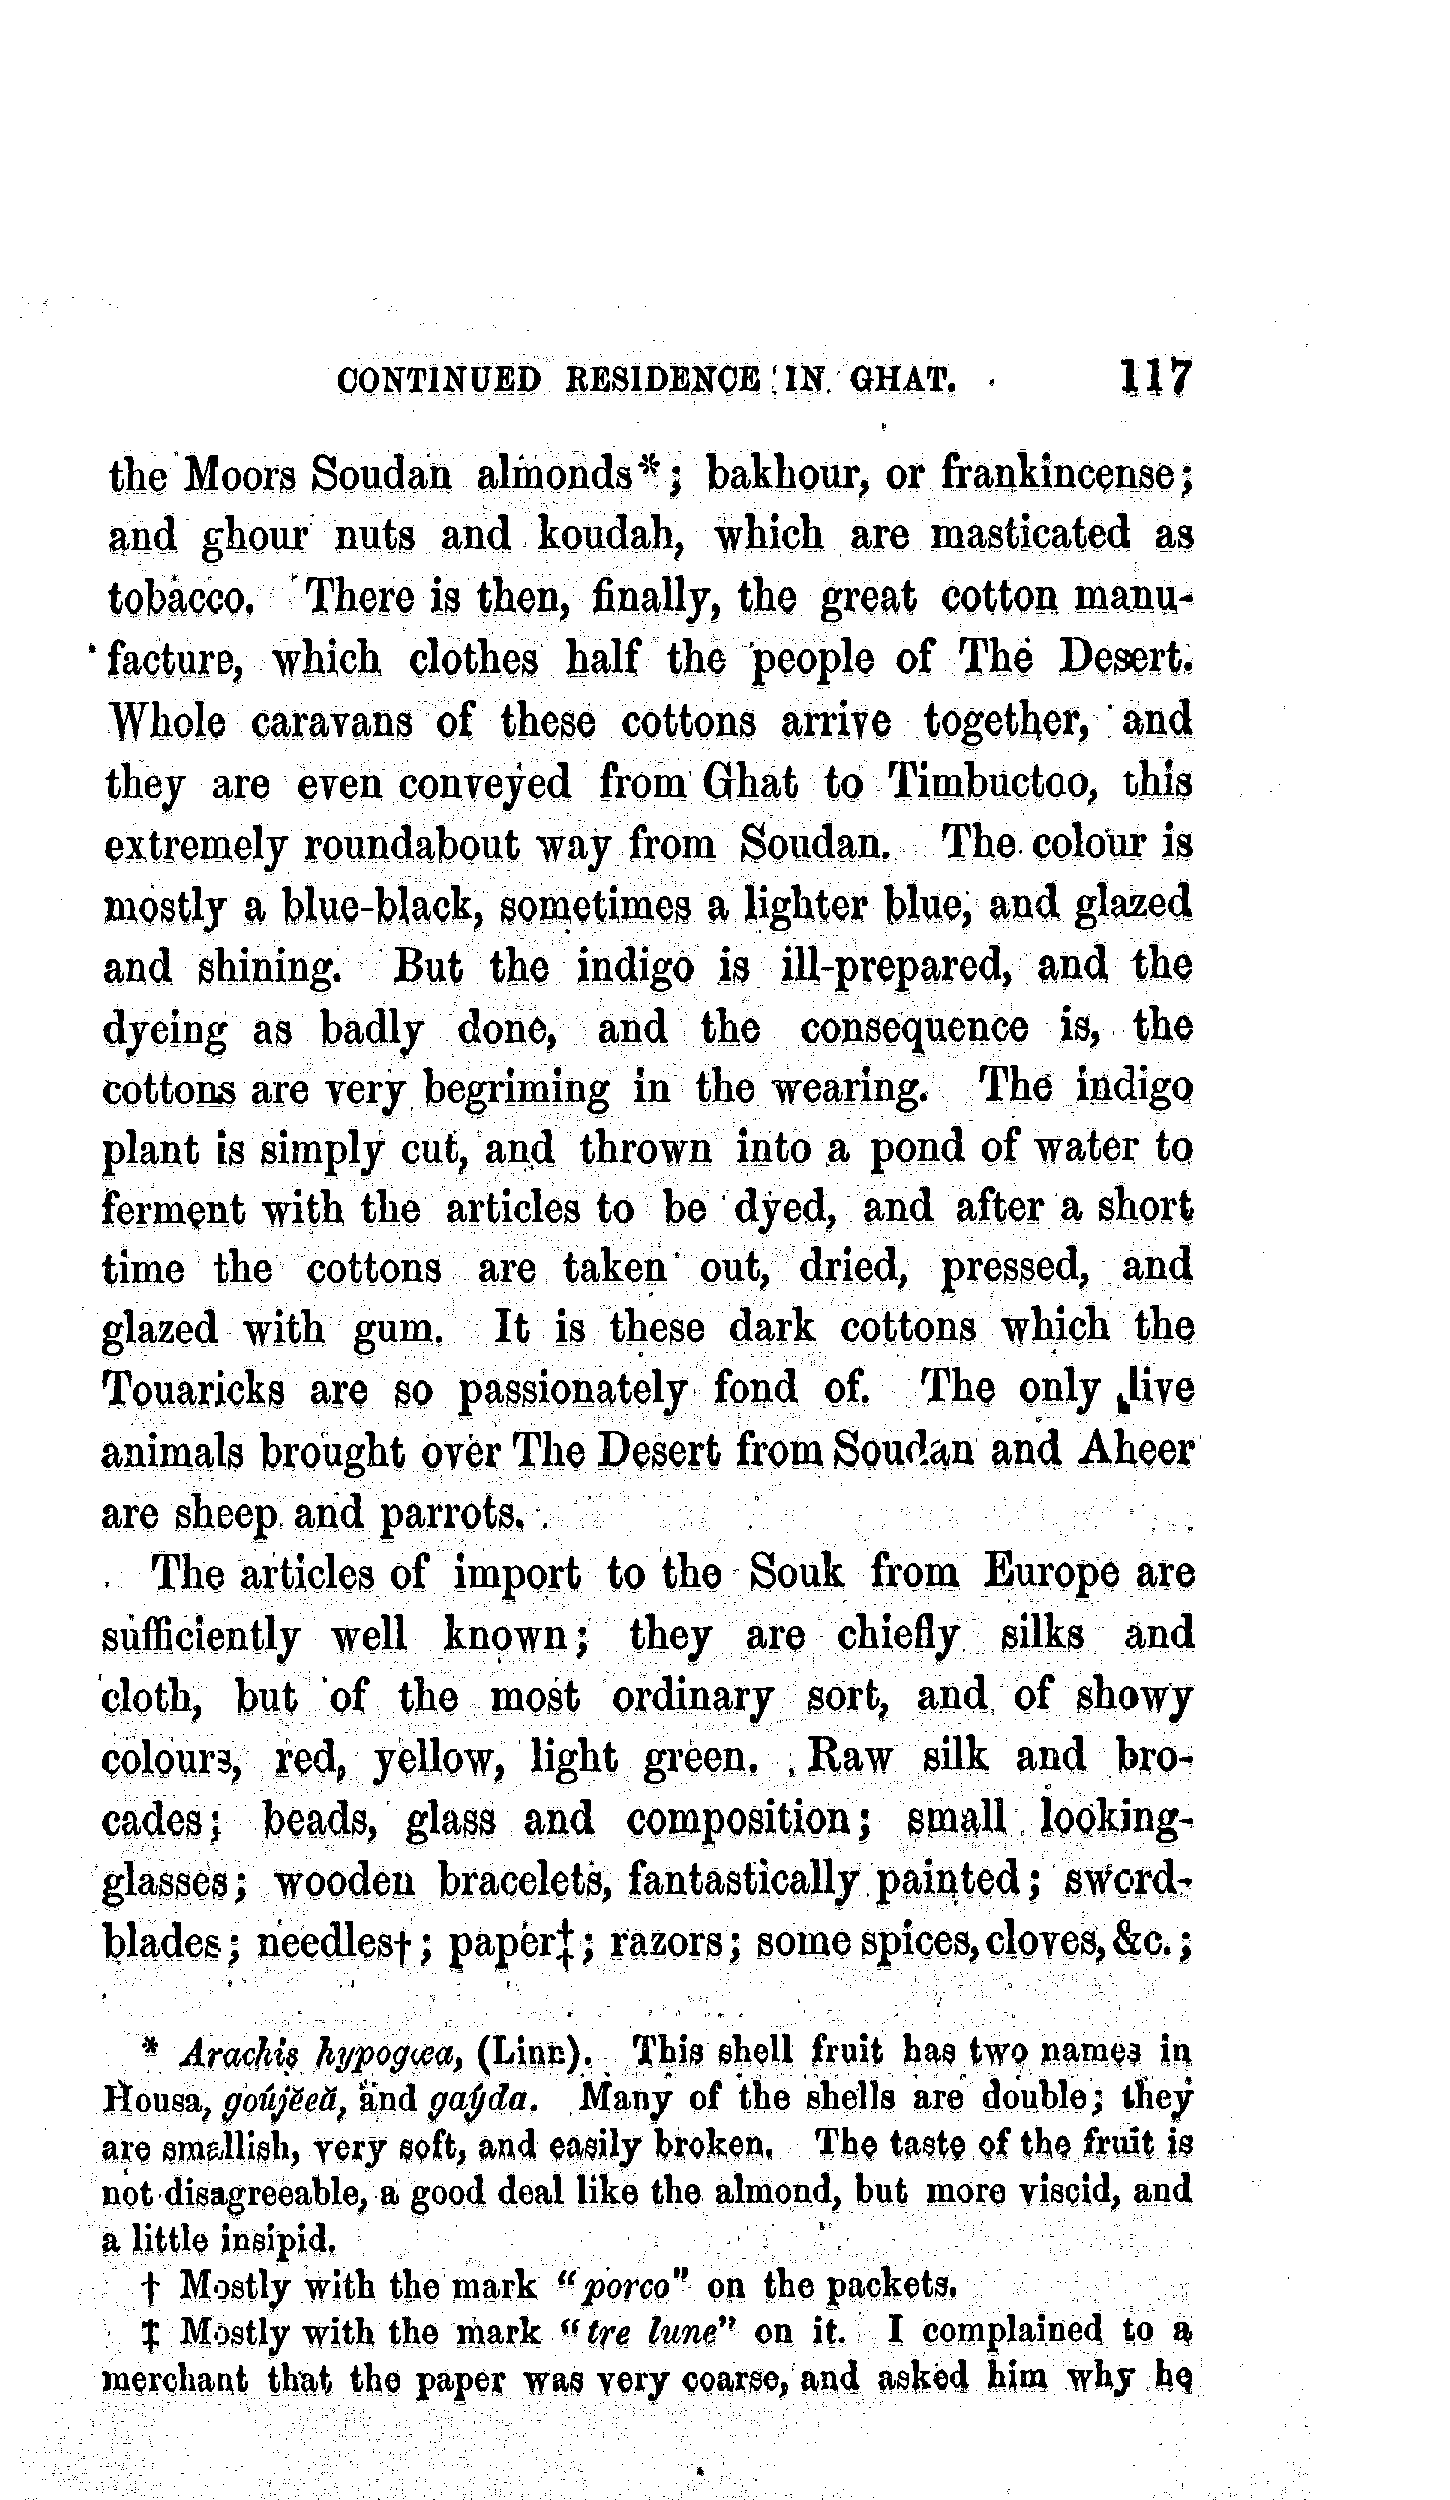 CONTINUED RESIDENCE IN GHAT. 117
the Moors Soudan almonds*; bakhour, or frankincense;
and ghour nuts and koudah, which are masticated as
tobacco. There is then, finally, the great cotton manu-
facture, which clothes half the people of The Desert.
Whole caravans of these cottons arrive together, and
they are even conveyed from Ghat to Timbuctoo, this
extremely roundabout way from Soudan. The colour is
mostly a blue-black, sometimes a lighter blue, and glazed
and shining. But the indigo is ill-prepared, and the
dyeing as badly done, and the consequence is, the
cottons are very begriming in the wearing. The indigo
plant is simply cut, and thrown into a pond of water to
ferment with the articles to be dyed, and after a short
time the cottons are taken out, dried, pressed, and
glazed with gum. It is these dark cottons which the
Touaricks are so passionately fond of. The only live
animals brought over The Desert from Soudan and Aheer
are sheep and parrots.
The articles of import to the Souk from Europe are
sufficiently well known; they are chiefly silks and
cloth, but of the most ordinary sort, and of showy
colours, red, yellow, light green. Raw silk and bro-
cades; beads, glass and composition; small looking-
glasses; wooden bracelets, fantastically painted; sword-
blades; needles†; paper‡; razors; some spices, cloves, &c.;
* Arachis hypogœa, (Linn). This shell fruit has two names in
Housa, goújĕeă, and gaýda. Many of the shells are double; they
are smallish, very soft, and easily broken. The taste of the fruit is
not disagreeable, a good deal like the almond, but more viscid, and
a little insipid.
† Mostly with the mark "porco" on the packets.
‡ Mostly with the mark "tre lune" on it. I complained to a
merchant that the paper was very coarse, and asked him why he